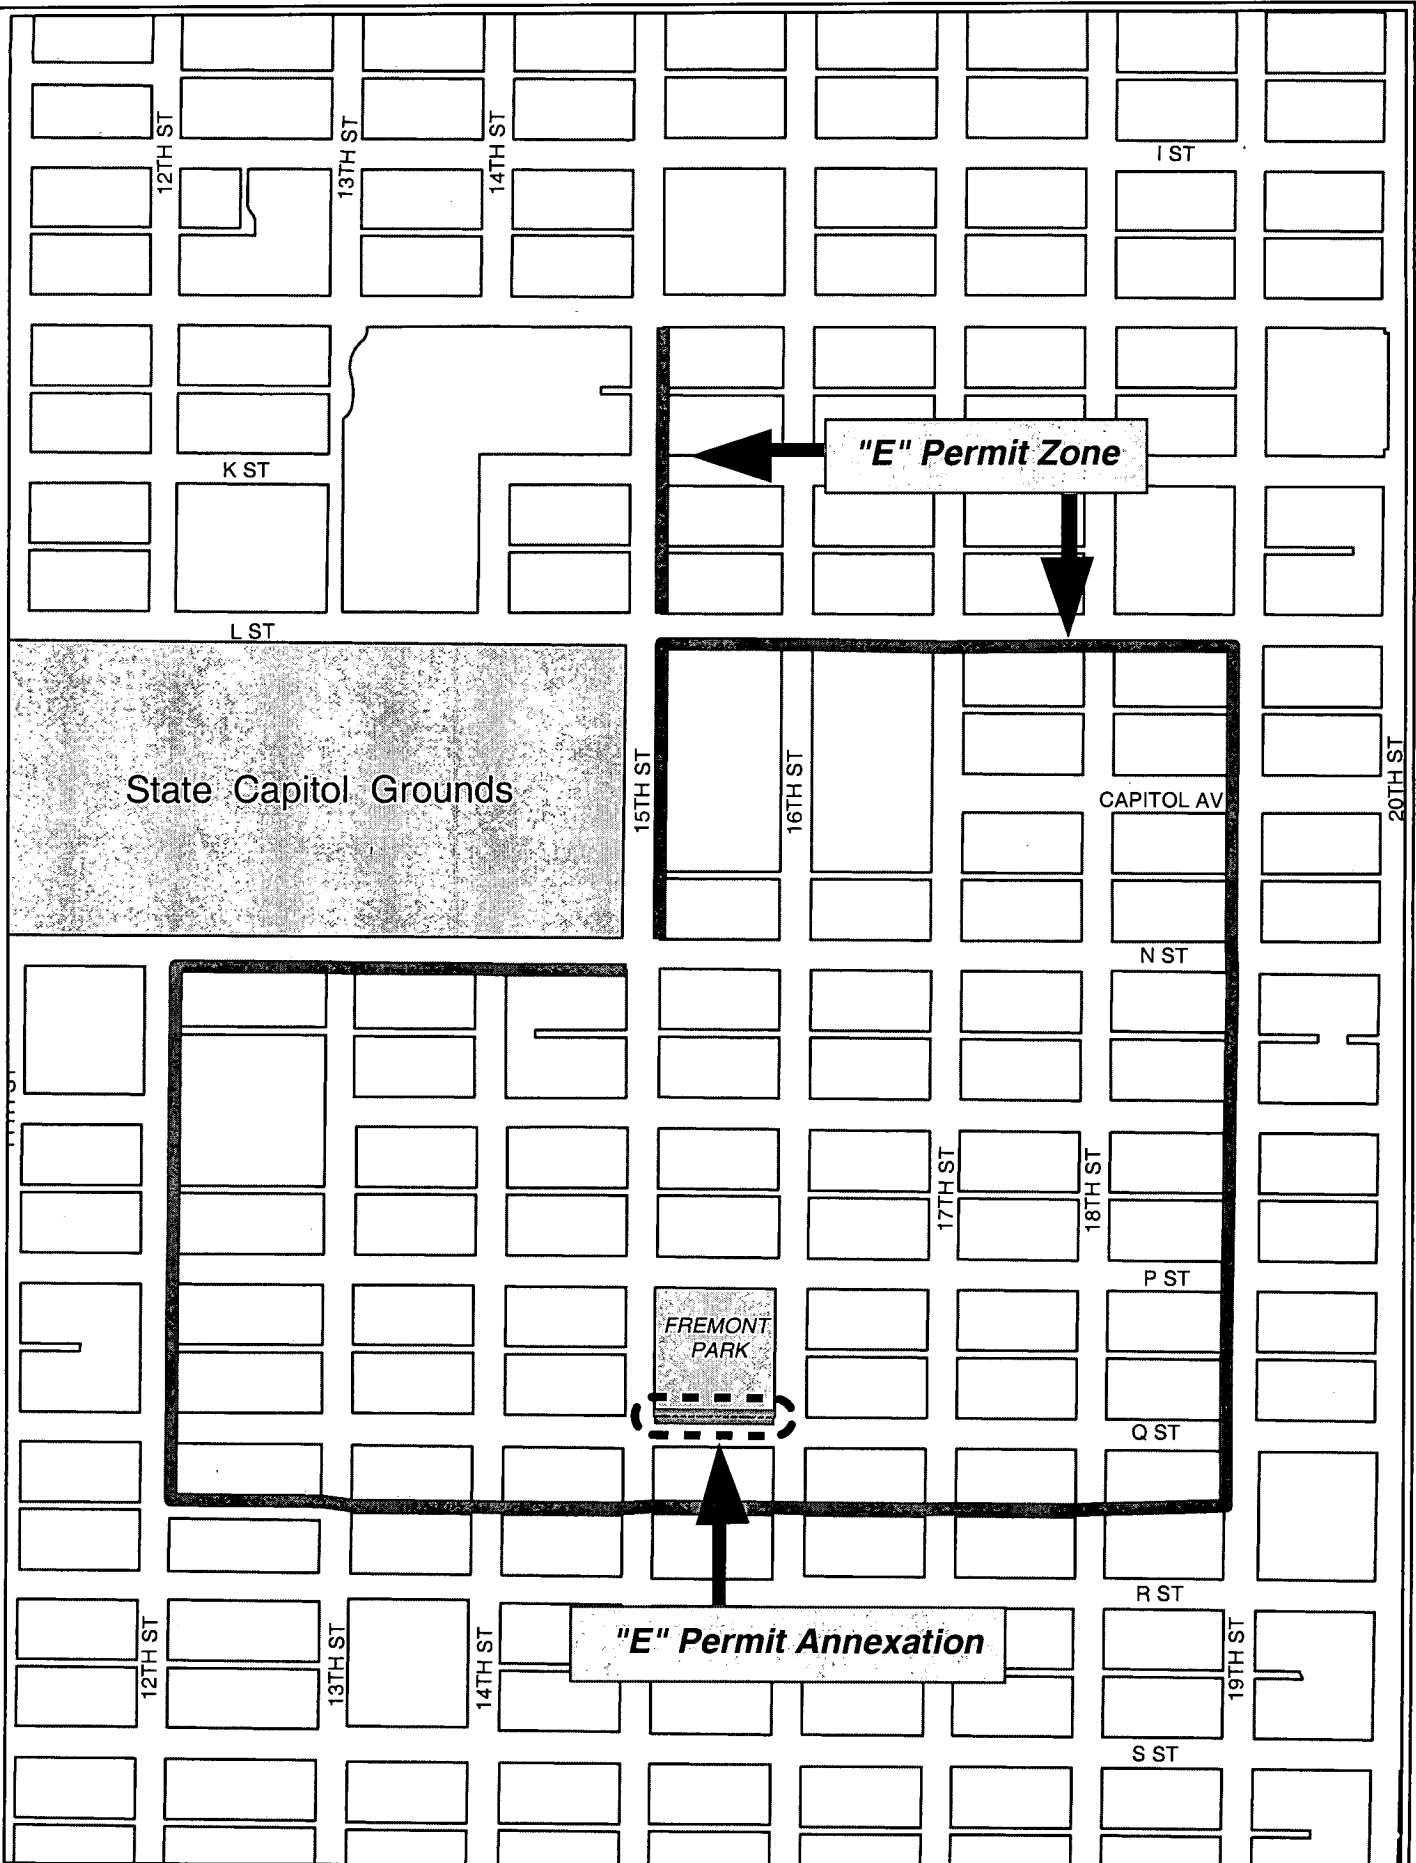 12TH ST
13TH ST
14TH ST
I ST
"E" Permit Zone
K ST
L ST
State Capitol Grounds
15TH ST
16TH ST
CAPITOL AV
20TH ST
N ST
17TH ST
18TH ST
P ST
FREMONT
PARK
Q ST
R ST
"E" Permit Annexation
12TH ST
13TH ST
14TH ST
19TH ST
S ST